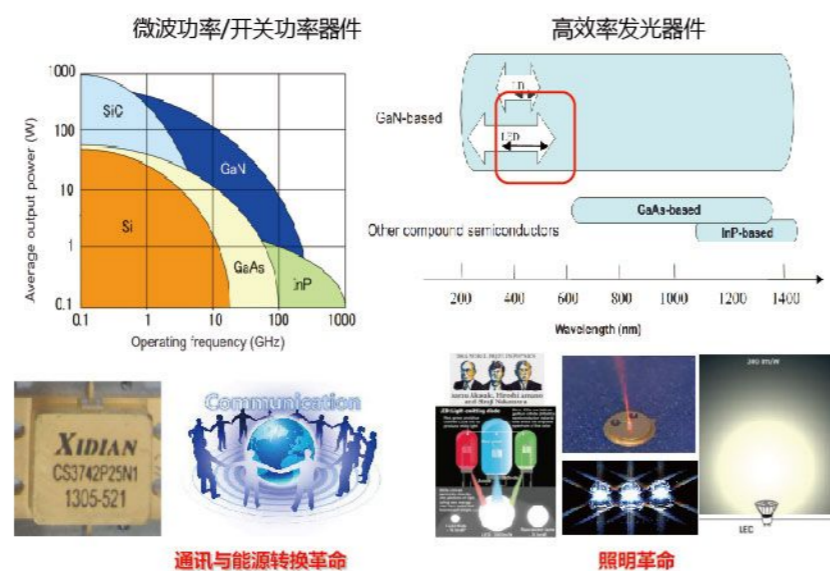 微波功率/开关功率器件
1000
100
10
1
0.1
Average output power (W)
SiC
GaN
Si
GaAs
InP
0.1
1
10
100
1000
Operating frequency (GHz)
高效率发光器件
GaN-based
LD
LED
Other compound semiconductors
GaAs-based
InP-based
200
400
600
800
1000
1200
1400
Wavelength (nm)
XIDIAN
CS3742P25N1
1305-521
Communication
通讯与能源转换革命
and Shuji Nakamura
LED
照明革命